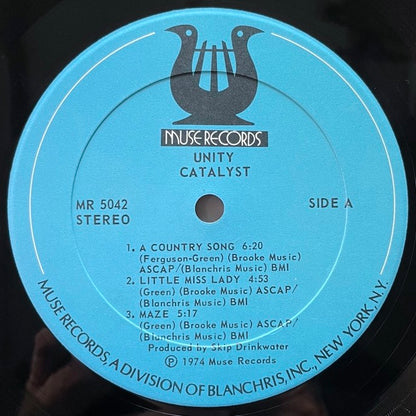 MUSE RECORDS
UNITY
CATALYST
MR 5042
STEREO
SIDE A
1. A COUNTRY SONG 6:20
(Ferguson-Green) (Brooke Music)
ASCAP/(Blanchris Music) BMI
2. LITTLE MISS LADY 4:53
(Green) (Brooke Music) ASCAP/
(Blanchris Music) BMI
3. MAZE 5:17
(Green) (Brooke Music) ASCAP/
(Blanchris Music) BMI
Produced by Skip Drinkwater
Ⓟ 1974 Muse Records
MUSE RECORDS, A DIVISION OF BLANCHRIS, INC., NEW YORK, N.Y.